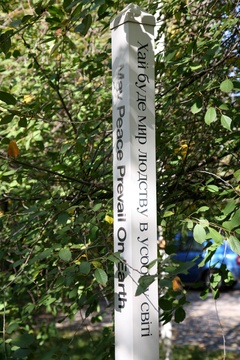 May Peace Prevail On Earth
Хай буде мир людству в усьому світі